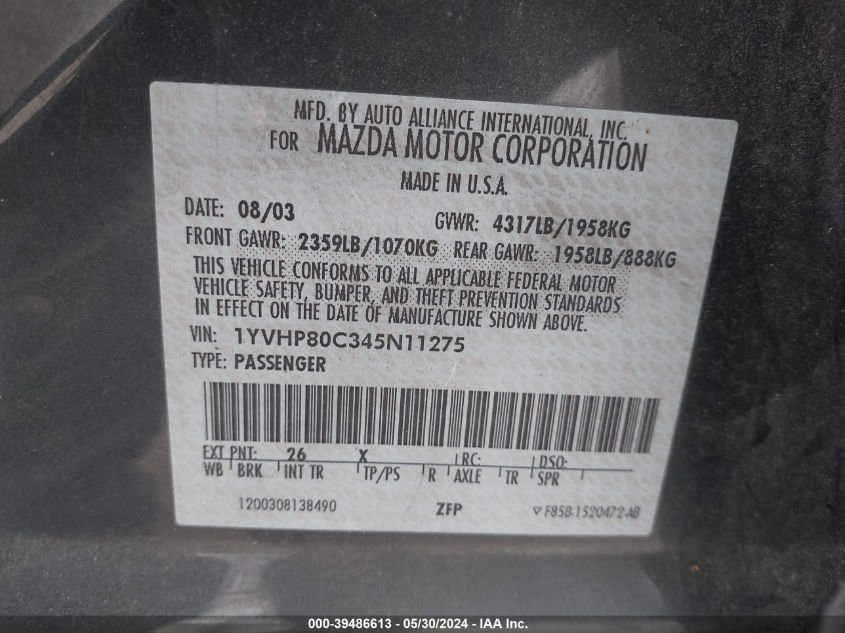 MFD. BY AUTO ALLIANCE INTERNATIONAL, INC.
FOR MAZDA MOTOR CORPORATION
MADE IN U.S.A.
DATE: 08/03 GVWR: 4317LB/1958KG
FRONT GAWR: 2359LB/1070KG REAR GAWR: 1958LB/888KG
THIS VEHICLE CONFORMS TO ALL APPLICABLE FEDERAL MOTOR
VEHICLE SAFETY, BUMPER, AND THEFT PREVENTION STANDARDS
IN EFFECT ON THE DATE OF MANUFACTURE SHOWN ABOVE.
VIN: 1YVHP80C345N11275
TYPE: PASSENGER
EXT PNT: 26 X LRC: DSO:
WB BRK INT TR TP/PS R AXLE TR SPR
1200308138490 ZFP F85B-1520472-AB
000-39486613 - 05/30/2024 - IAA Inc.